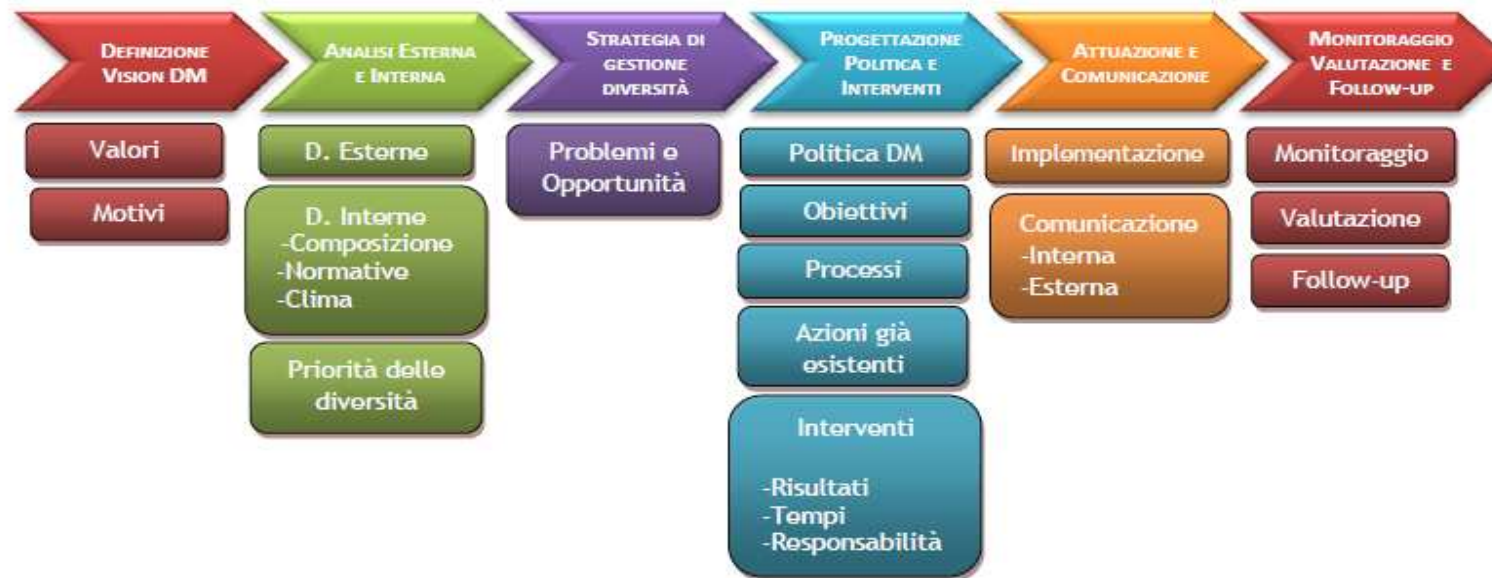 DEFINIZIONE
VISION DM
ANALISI ESTERNA
E INTERNA
STRATEGIA DI
GESTIONE
DIVERSITÀ
PROGETTAZIONE
POLITICA E
INTERVENTI
ATTUAZIONE E
COMUNICAZIONE
MONITORAGGIO
VALUTAZIONE E
FOLLOW-UP
Valori
Motivi
D. Esterne
D. Interne
-Composizione
-Normative
-Clima
Priorità delle
diversità
Problemi e
Opportunità
Politica DM
Obiettivi
Processi
Azioni già
esistenti
Interventi
-Risultati
-Tempi
-Responsabilità
Implementazione
Comunicazione
-Interna
-Esterna
Monitoraggio
Valutazione
Follow-up